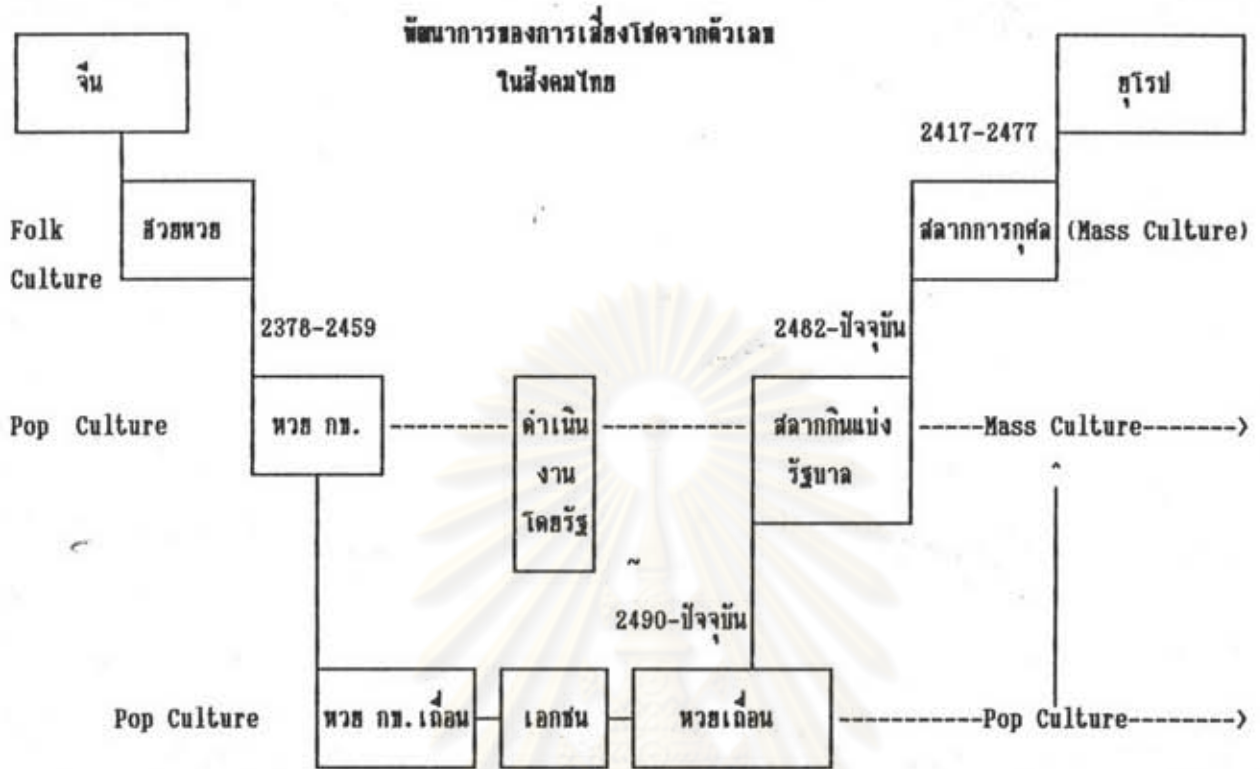 พัฒนาการของการเสี่ยงโชคจากตัวเลข
ในสังคมไทย
จีน
ยุโรป
2417-2477
Folk
Culture
ฮวยหวย
สลากการกุศล (Mass Culture)
2378-2459
2482-ปัจจุบัน
Pop Culture
หวย กข.
ดำเนิน
งาน
โดยรัฐ
สลากกินแบ่ง
รัฐบาล
Mass Culture
2490-ปัจจุบัน
Pop Culture
หวย กข.เถื่อน
เอกชน
หวยเถื่อน
Pop Culture